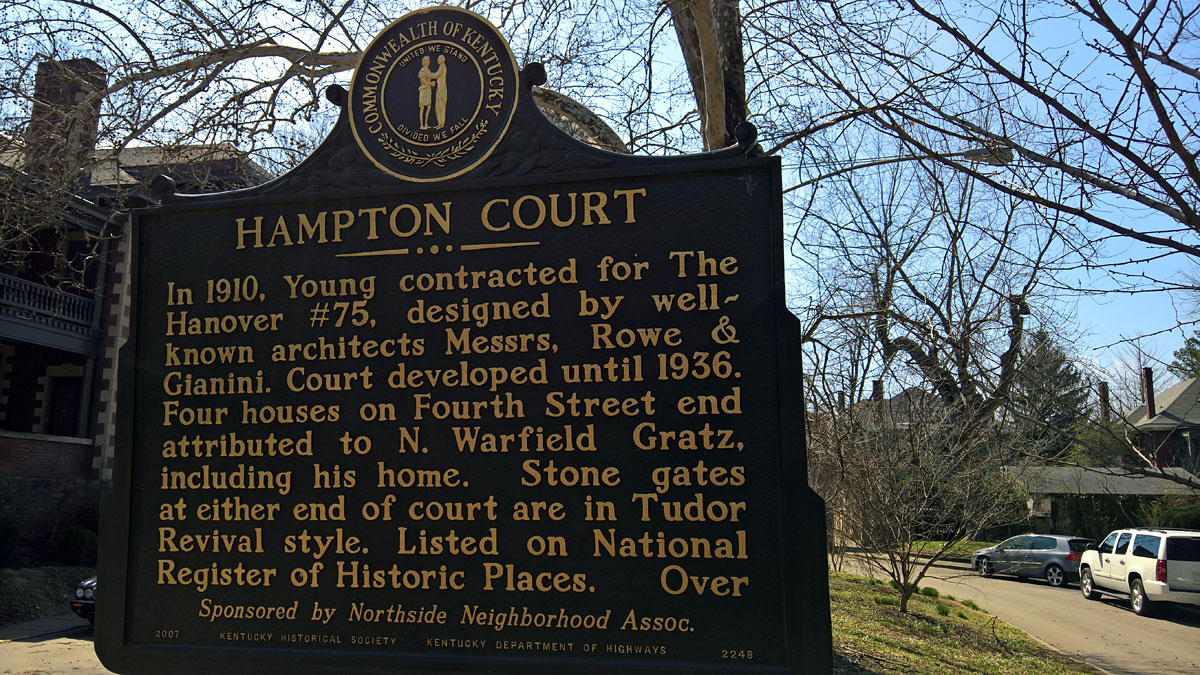 COMMONWEALTH OF KENTUCKY
UNITED WE STAND
DIVIDED WE FALL
HAMPTON COURT
In 1910, Young contracted for The
Hanover #75, designed by well-
known architects Messrs. Rowe &
Gianini. Court developed until 1936.
Four houses on Fourth Street end
attributed to N. Warfield Gratz,
including his home. Stone gates
at either end of court are in Tudor
Revival style. Listed on National
Register of Historic Places. Over
Sponsored by Northside Neighborhood Assoc.
2007 KENTUCKY HISTORICAL SOCIETY KENTUCKY DEPARTMENT OF HIGHWAYS 2248